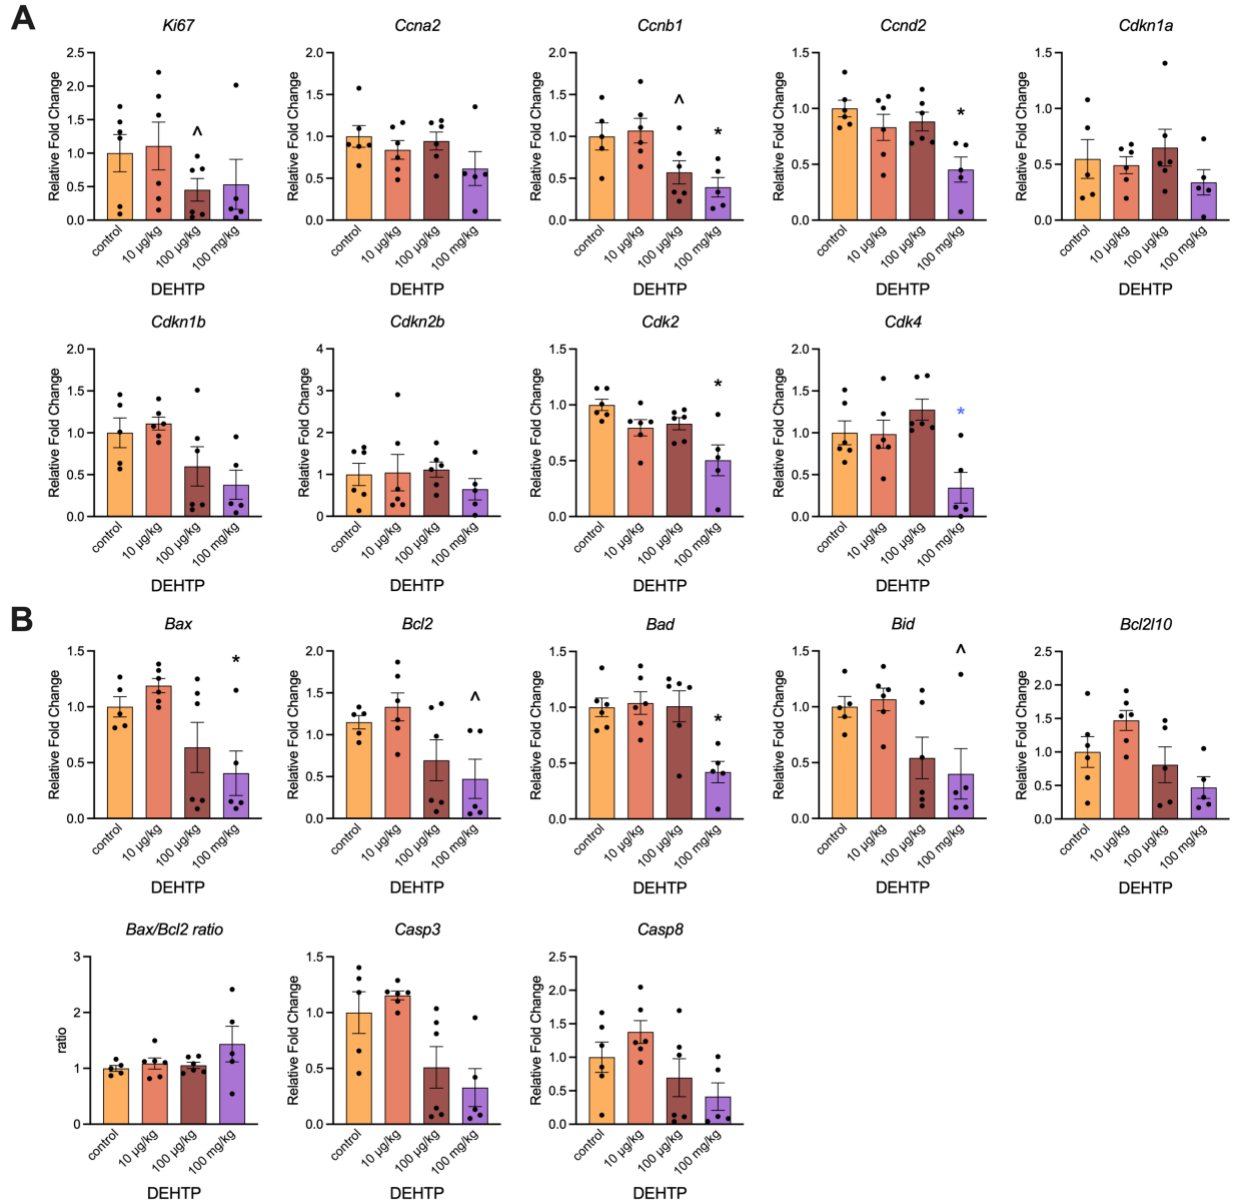 A
Ki67
Ccna2
Ccnb1
Ccnd2
Cdkn1a
Relative Fold Change
2.5
2.0
1.5
1.0
0.5
0.0
^
control
10 µg/kg
100 µg/kg
100 mg/kg
DEHTP
Relative Fold Change
2.0
1.5
1.0
0.5
0.0
control
10 µg/kg
100 µg/kg
100 mg/kg
DEHTP
Relative Fold Change
2.0
1.5
1.0
0.5
0.0
^
*
control
10 µg/kg
100 µg/kg
100 mg/kg
DEHTP
Relative Fold Change
1.5
1.0
0.5
0.0
*
control
10 µg/kg
100 µg/kg
100 mg/kg
DEHTP
Relative Fold Change
1.5
1.0
0.5
0.0
control
10 µg/kg
100 µg/kg
100 mg/kg
DEHTP
Cdkn1b
Cdkn2b
Cdk2
Cdk4
Relative Fold Change
2.0
1.5
1.0
0.5
0.0
control
10 µg/kg
100 µg/kg
100 mg/kg
DEHTP
Relative Fold Change
4
3
2
1
0
control
10 µg/kg
100 µg/kg
100 mg/kg
DEHTP
Relative Fold Change
1.5
1.0
0.5
0.0
*
control
10 µg/kg
100 µg/kg
100 mg/kg
DEHTP
Relative Fold Change
2.0
1.5
1.0
0.5
0.0
*
control
10 µg/kg
100 µg/kg
100 mg/kg
DEHTP
B
Bax
Bcl2
Bad
Bid
Bcl2l10
Relative Fold Change
1.5
1.0
0.5
0.0
*
control
10 µg/kg
100 µg/kg
100 mg/kg
DEHTP
Relative Fold Change
2.0
1.5
1.0
0.5
0.0
^
control
10 µg/kg
100 µg/kg
100 mg/kg
DEHTP
Relative Fold Change
1.5
1.0
0.5
0.0
*
control
10 µg/kg
100 µg/kg
100 mg/kg
DEHTP
Relative Fold Change
1.5
1.0
0.5
0.0
^
control
10 µg/kg
100 µg/kg
100 mg/kg
DEHTP
Relative Fold Change
2.5
2.0
1.5
1.0
0.5
0.0
control
10 µg/kg
100 µg/kg
100 mg/kg
DEHTP
Bax/Bcl2 ratio
Casp3
Casp8
ratio
3
2
1
0
control
10 µg/kg
100 µg/kg
100 mg/kg
DEHTP
Relative Fold Change
1.5
1.0
0.5
0.0
control
10 µg/kg
100 µg/kg
100 mg/kg
DEHTP
Relative Fold Change
2.5
2.0
1.5
1.0
0.5
0.0
control
10 µg/kg
100 µg/kg
100 mg/kg
DEHTP